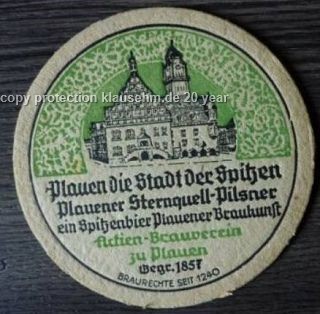 copy protection klausehm.de 20 year
Plauen die Stadt der Spitzen
Plauener Sternquell-Pilsner
ein Spitzenbier Plauener Braukunst
Actien-Brauverein
zu Plauen
Gegr. 1857
BRAURECHTE SEIT 1240